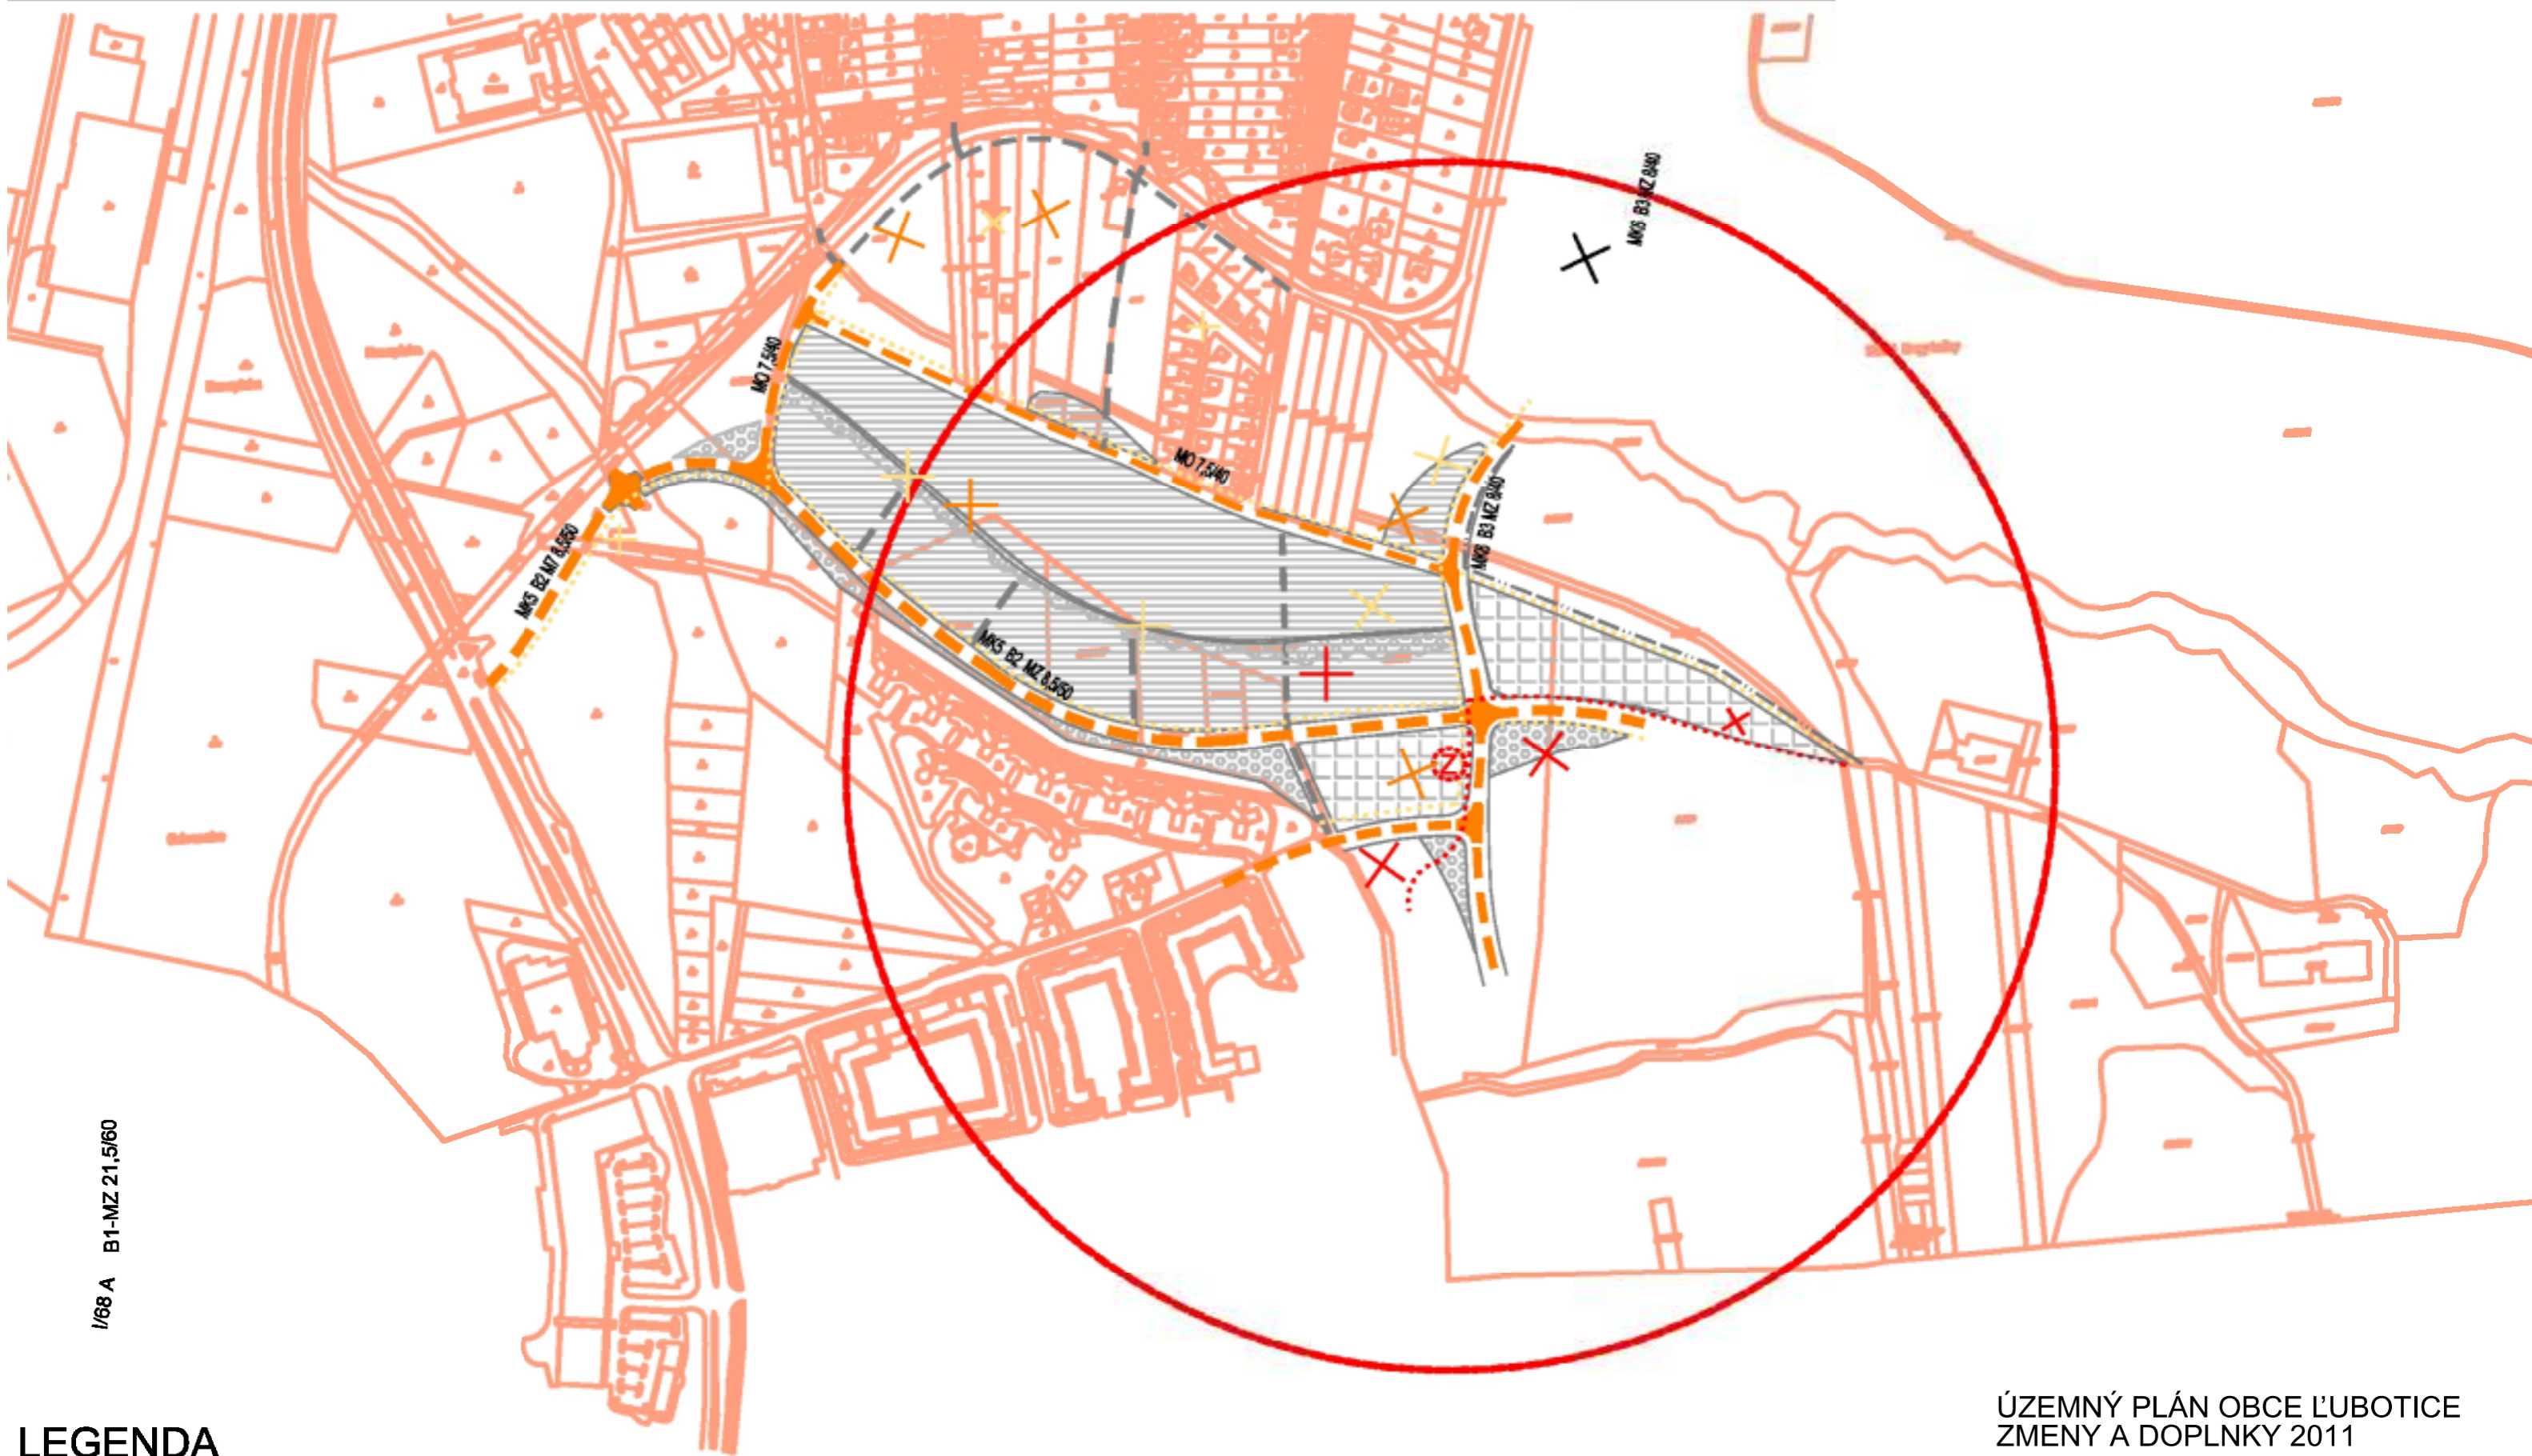 MK6 B3 MZ 8/40
MO 7,5/40
MO 7,5/40
MK6 B3 MZ 8/40
MK5 B2 MZ 8,5/50
MK5 B2 MZ 8,5/50
Z
I/68 A B1-MZ 21,5/60
LEGENDA
ÚZEMNÝ PLÁN OBCE ĽUBOTICE
ZMENY A DOPLNKY 2011